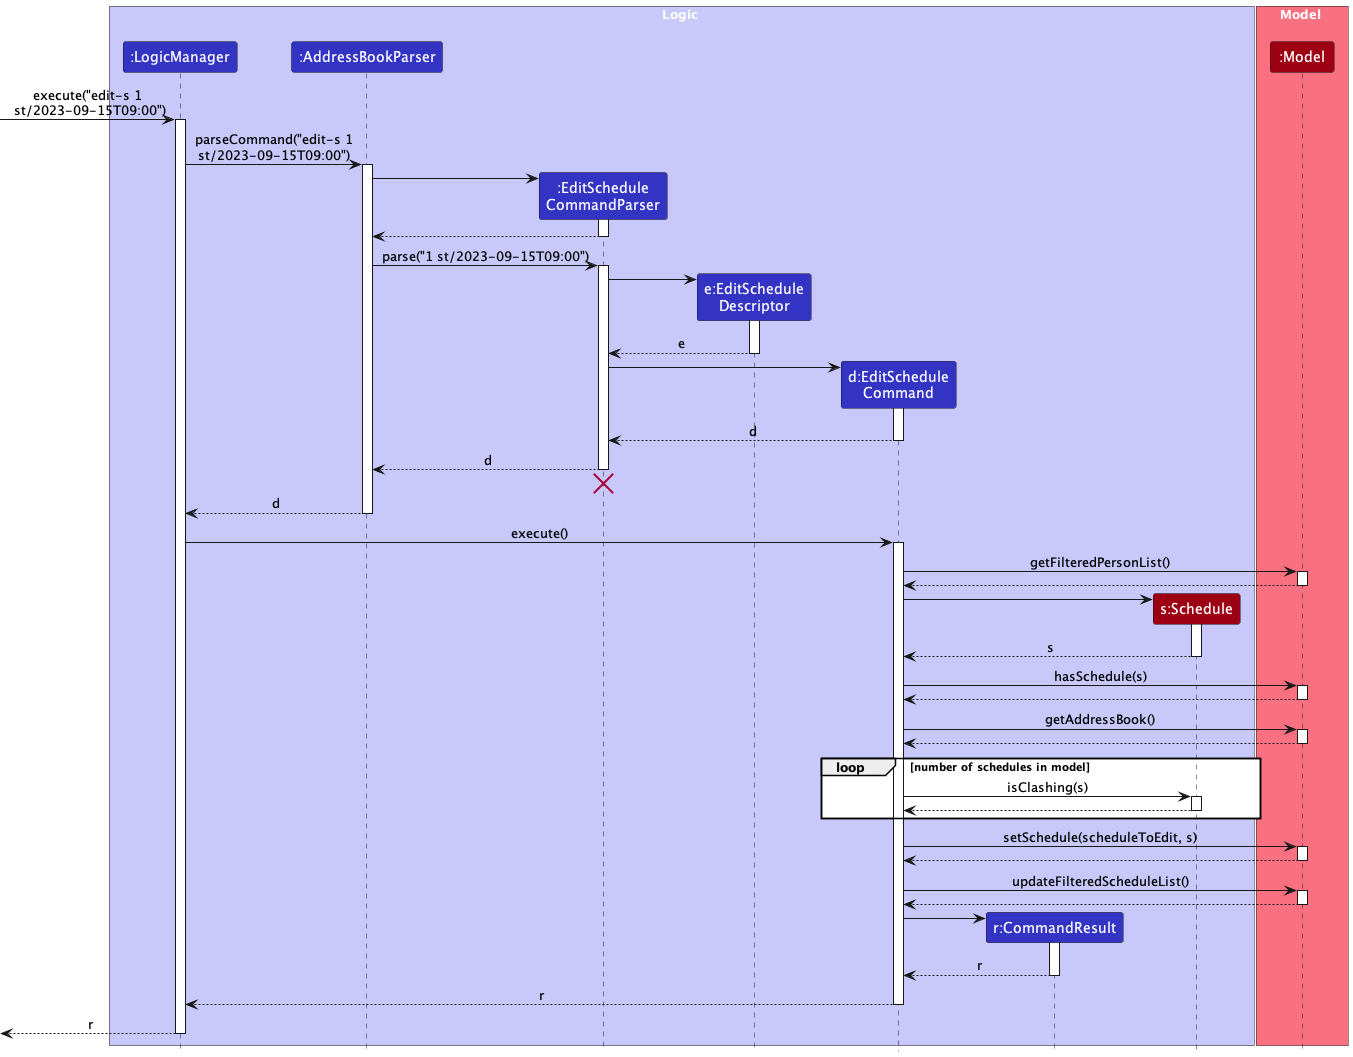 Logic
Model
:LogicManager
:AddressBookParser
:Model
execute("edit-s 1
st/2023-09-15T09:00")
parseCommand("edit-s 1
st/2023-09-15T09:00")
:EditSchedule
CommandParser
parse("1 st/2023-09-15T09:00")
e:EditSchedule
Descriptor
e
d:EditSchedule
Command
d
d
d
execute()
getFilteredPersonList()
s:Schedule
s
hasSchedule(s)
getAddressBook()
loop
[number of schedules in model]
isClashing(s)
setSchedule(scheduleToEdit, s)
updateFilteredScheduleList()
r:CommandResult
r
r
r